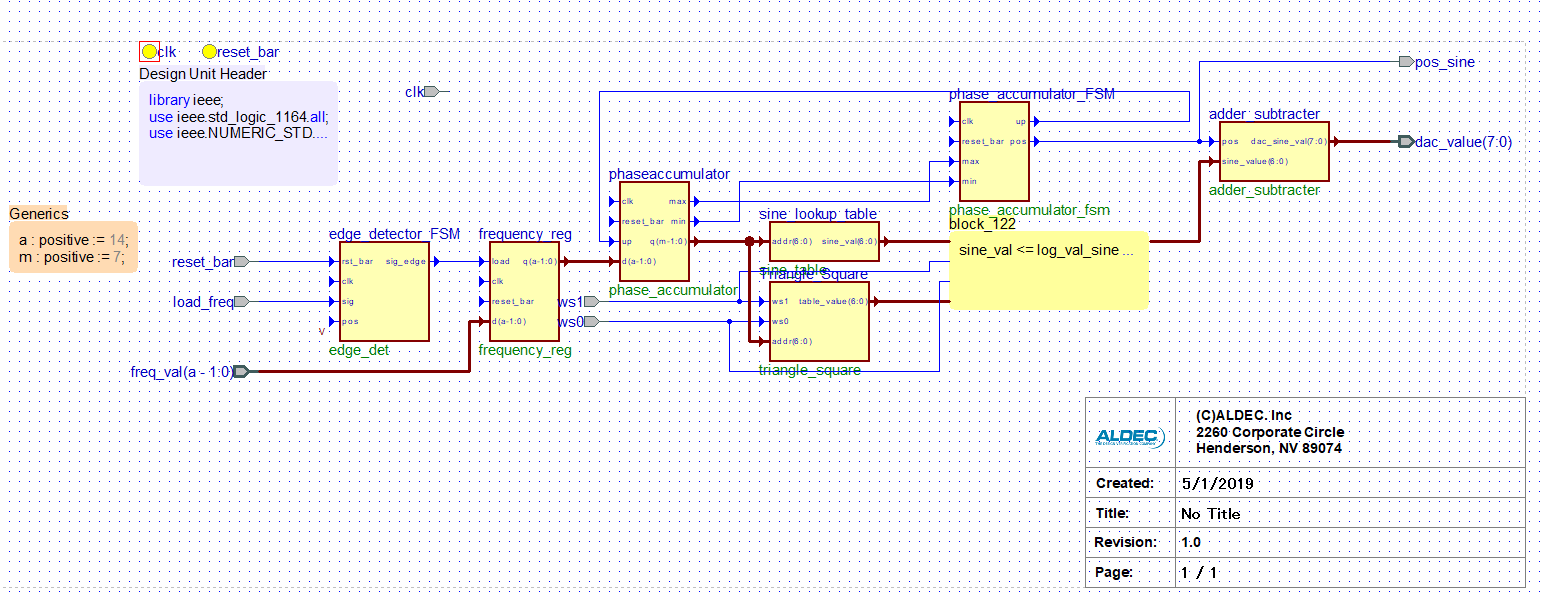 clk
reset_bar
Design Unit Header
library ieee;
use ieee.std_logic_1164.all;
use ieee.NUMERIC_STD....
clk
Generics
a : positive := 14;
m : positive := 7;
reset_bar
load_freq
freq_val(a - 1:0)
edge_detector_FSM
rst_bar sig_edge
clk
sig
pos
v
edge_det
frequency_reg
load q(a-1:0)
clk
reset_bar
d(a-1:0)
frequency_reg
ws1
ws0
phaseaccumulator
clk max
reset_bar min
up q(m-1:0)
d(a-1:0)
phase_accumulator
sine_lookup_table
addr(6:0) sine_val(6:0)
sine_table
Triangle_Square
ws1 table_value(6:0)
ws0
addr(6:0)
triangle_square
phase_accumulator_FSM
clk up
reset_bar pos
max
min
phase_accumulator_fsm
block_122
sine_val <= log_val_sine ...
adder_subtracter
pos dac_sine_val(7:0)
sine_value(6:0)
adder_subtracter
pos_sine
dac_value(7:0)
ALDEC
(C)ALDEC. Inc
2260 Corporate Circle
Henderson, NV 89074
Created: 5/1/2019
Title: No Title
Revision: 1.0
Page: 1 / 1